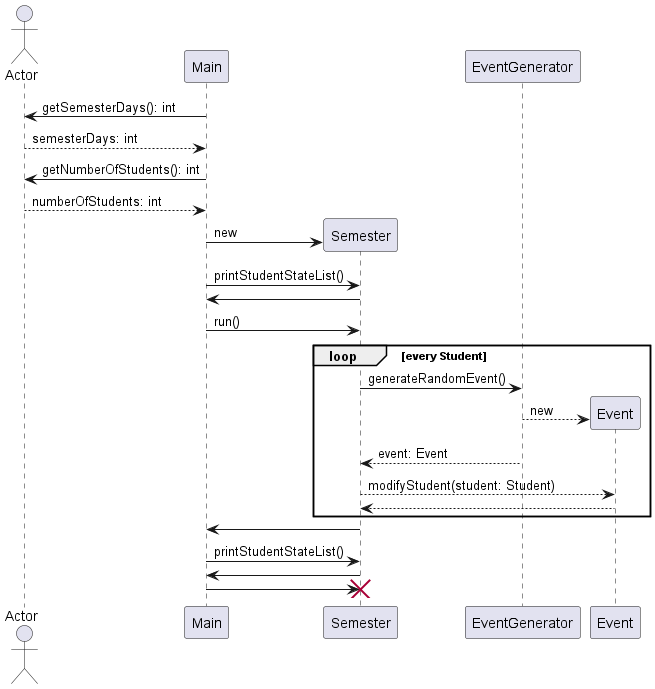 Actor
Main
EventGenerator
getSemesterDays(): int
semesterDays: int
getNumberOfStudents(): int
numberOfStudents: int
new
Semester
printStudentStateList()
run()
loop [every Student]
generateRandomEvent()
new
Event
event: Event
modifyStudent(student: Student)
printStudentStateList()
Actor
Main
Semester
EventGenerator
Event